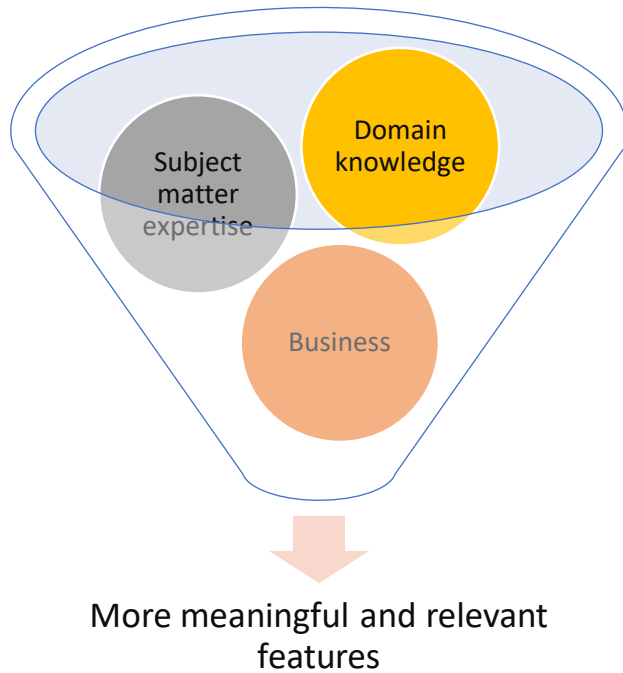 Domain
knowledge
Subject
matter
expertise
Business
More meaningful and relevant
features